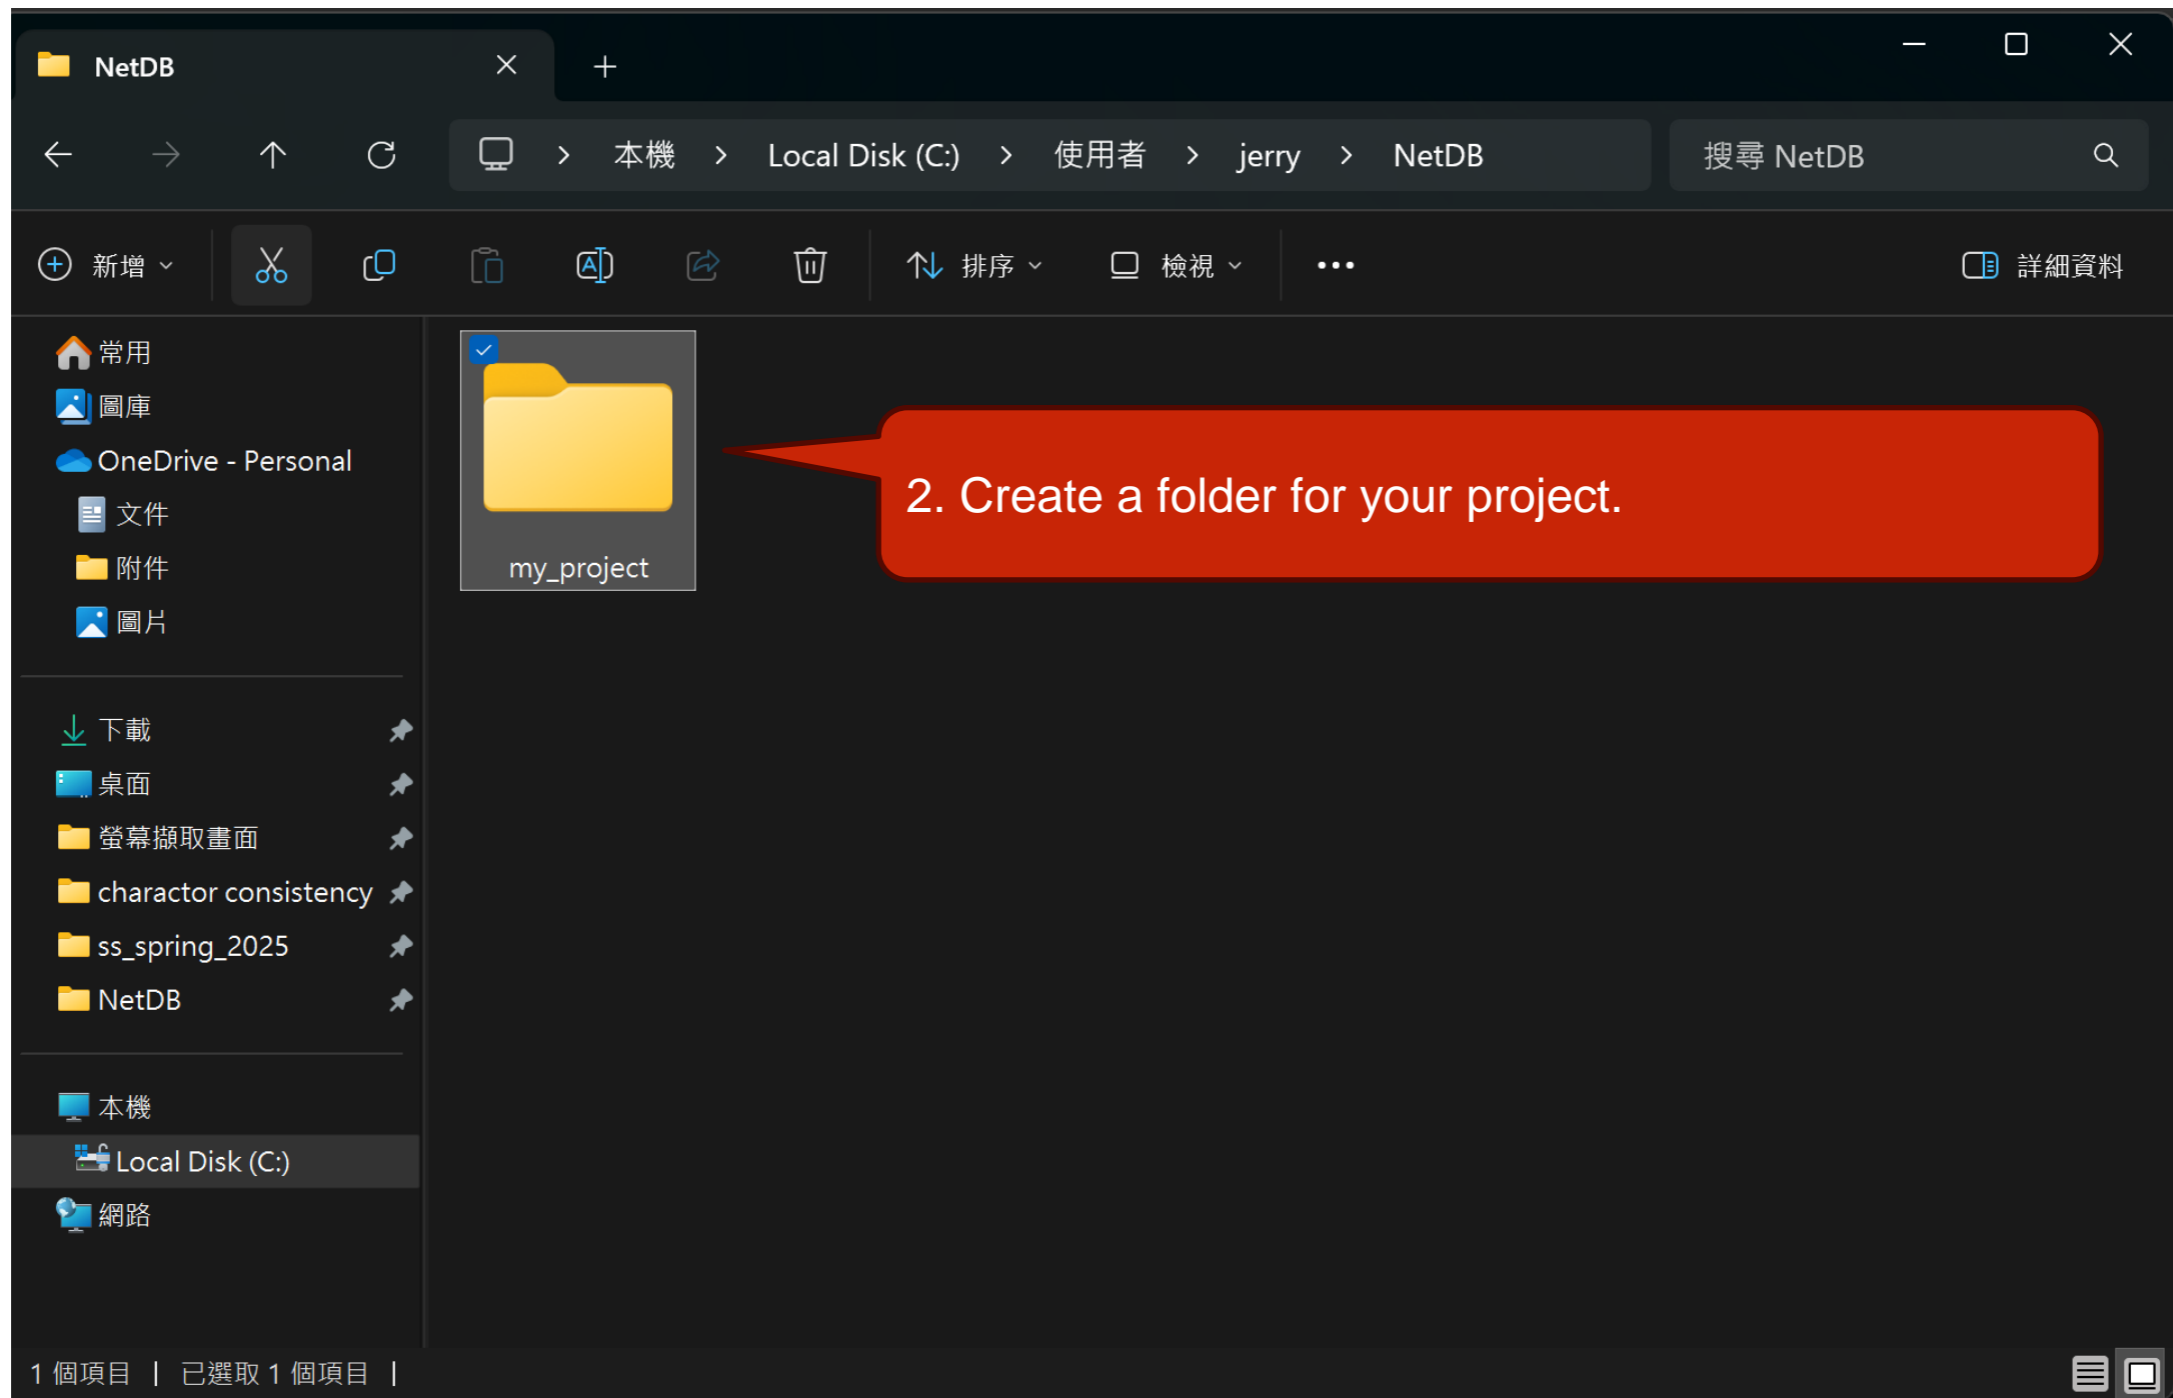 NetDB
本機 > Local Disk (C:) > 使用者 > jerry > NetDB
搜尋 NetDB
新增
排序
檢視
詳細資料
常用
圖庫
OneDrive - Personal
文件
附件
圖片
下載
桌面
螢幕擷取畫面
charactor consistency
ss_spring_2025
NetDB
本機
Local Disk (C:)
網路
my_project
2. Create a folder for your project.
1 個項目 | 已選取 1 個項目 |